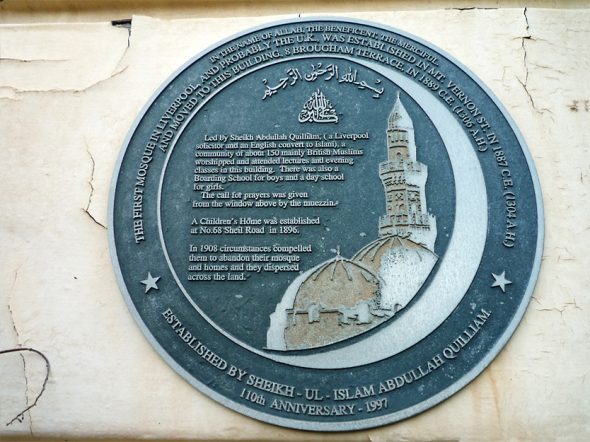 IN THE NAME OF ALLAH, THE BENEFICENT, THE MERCIFUL.
THE FIRST MOSQUE IN LIVERPOOL, AND PROBABLY THE U.K., WAS ESTABLISHED AT MT. VERNON ST. IN 1887 C.E. (1304 A.H)
AND MOVED TO THIS BUILDING, 8 BROUGHAM TERRACE, IN 1889 C.E. (1306 A.H)
بسم الله الرحمن الرحيم
Led By Sheikh Abdullah Quilliam, ( a Liverpool
solicitor and an English convert to Islam), a
community of about 150 mainly British Muslims
worshipped and attended lectures and evening
classes in this building. There was also a
Boarding School for boys and a day school
for girls.
The call for prayers was given
from the window above by the muezzin.
A Children's Home was established
at No.68 Sheil Road in 1896.
In 1908 circumstances compelled
them to abandon their mosque
and homes and they dispersed
across the land.
ESTABLISHED BY SHEIKH - UL - ISLAM ABDULLAH QUILLIAM.
110th ANNIVERSARY - 1997